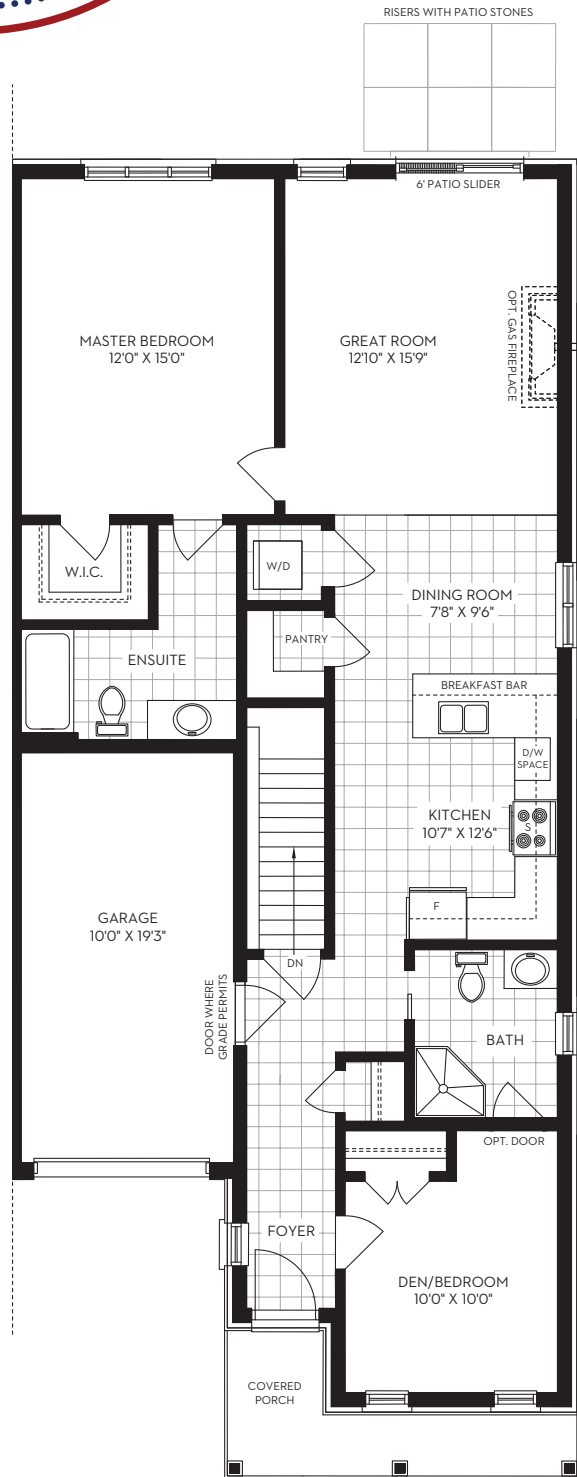 RISERS WITH PATIO STONES
6' PATIO SLIDER
MASTER BEDROOM
12'0" X 15'0"
GREAT ROOM
12'10" X 15'9"
OPT. GAS FIREPLACE
W.I.C.
W/D
DINING ROOM
7'8" X 9'6"
PANTRY
ENSUITE
BREAKFAST BAR
D/W
SPACE
KITCHEN
10'7" X 12'6"
S
F
GARAGE
10'0" X 19'3"
DN
DOOR WHERE
GRADE PERMITS
BATH
OPT. DOOR
FOYER
DEN/BEDROOM
10'0" X 10'0"
COVERED
PORCH